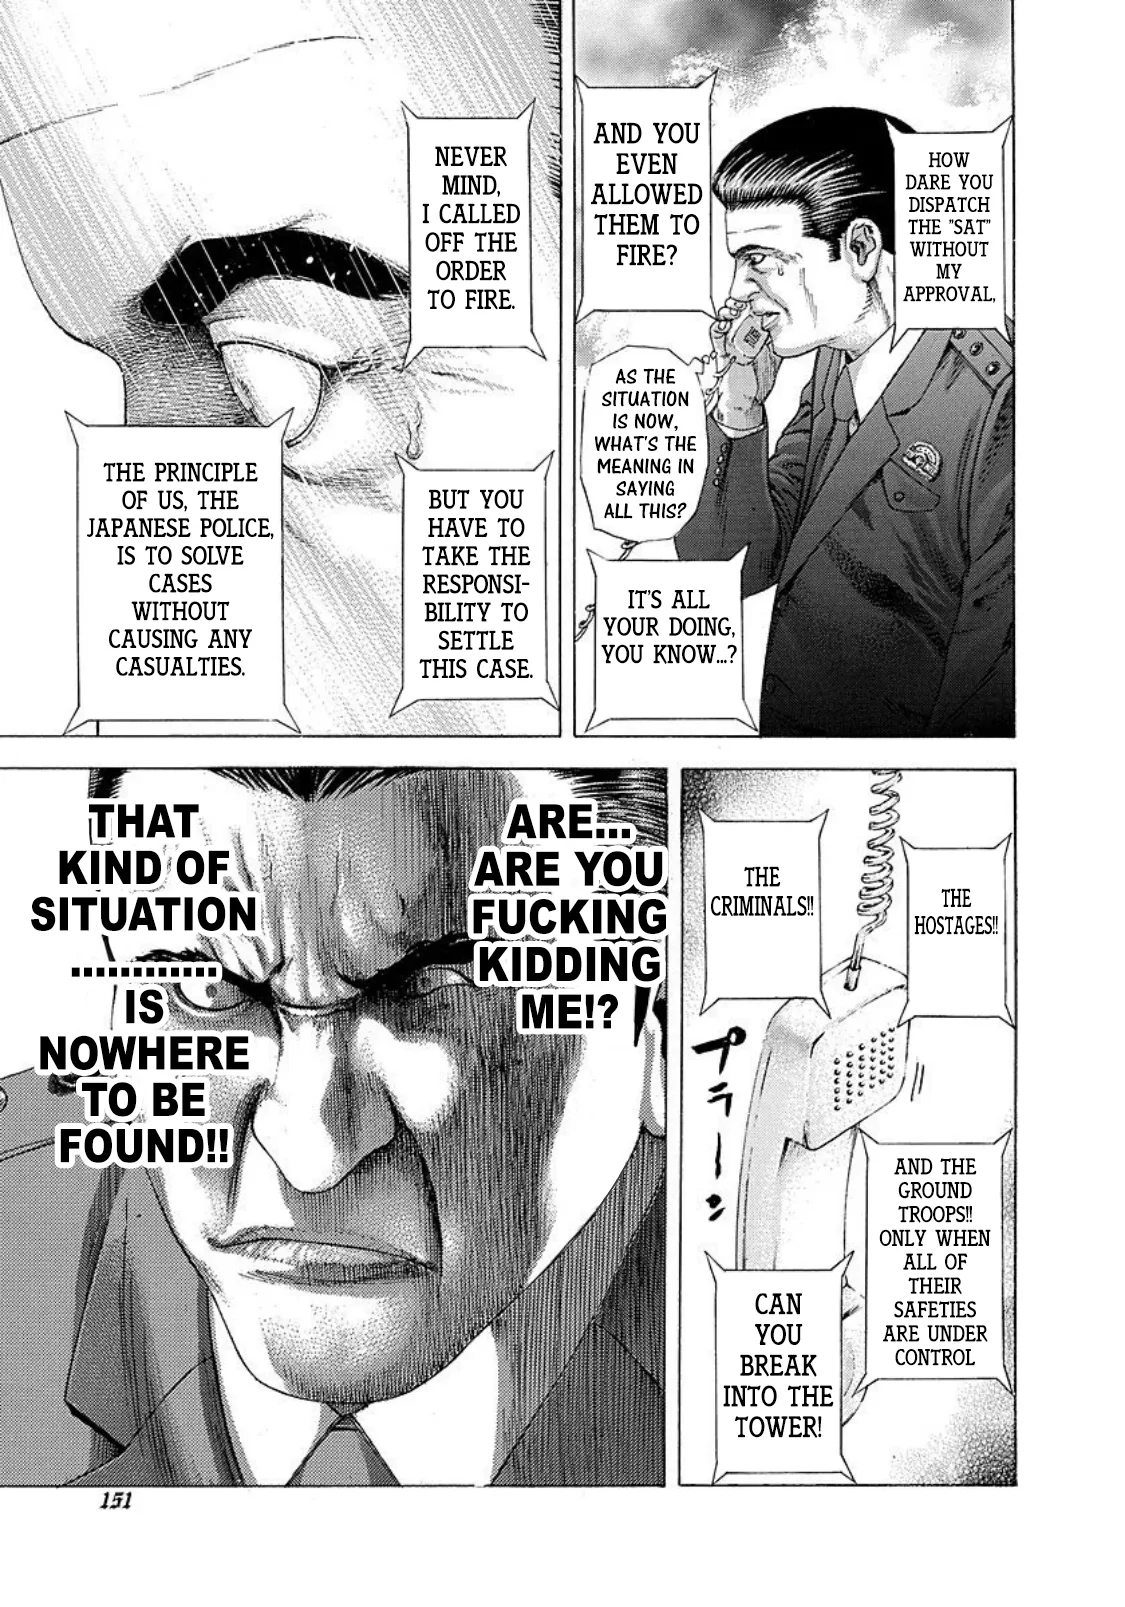 HOW
DARE YOU
DISPATCH
THE "SAT"
WITHOUT
MY
APPROVAL,
AND YOU
EVEN
ALLOWED
THEM TO
FIRE?
AS THE
SITUATION
IS NOW,
WHAT'S THE
MEANING IN
SAYING
ALL THIS?
IT'S ALL
YOUR DOING,
YOU KNOW...?
NEVER
MIND,
I CALLED
OFF THE
ORDER
TO FIRE.
BUT YOU
HAVE TO
TAKE THE
RESPONSI-
BILITY TO
SETTLE
THIS CASE.
THE PRINCIPLE
OF US, THE
JAPANESE POLICE,
IS TO SOLVE
CASES
WITHOUT
CAUSING ANY
CASUALTIES.
THE
HOSTAGES!!
THE
CRIMINALS!!
プラーン
AND THE
GROUND
TROOPS!!
ONLY WHEN
ALL OF
THEIR
SAFETIES
ARE UNDER
CONTROL
CAN
YOU
BREAK
INTO THE
TOWER!
ARE...
ARE YOU
FUCKING
KIDDING
ME!?
THAT
KIND OF
SITUATION
............
IS
NOWHERE
TO BE
FOUND!!
151